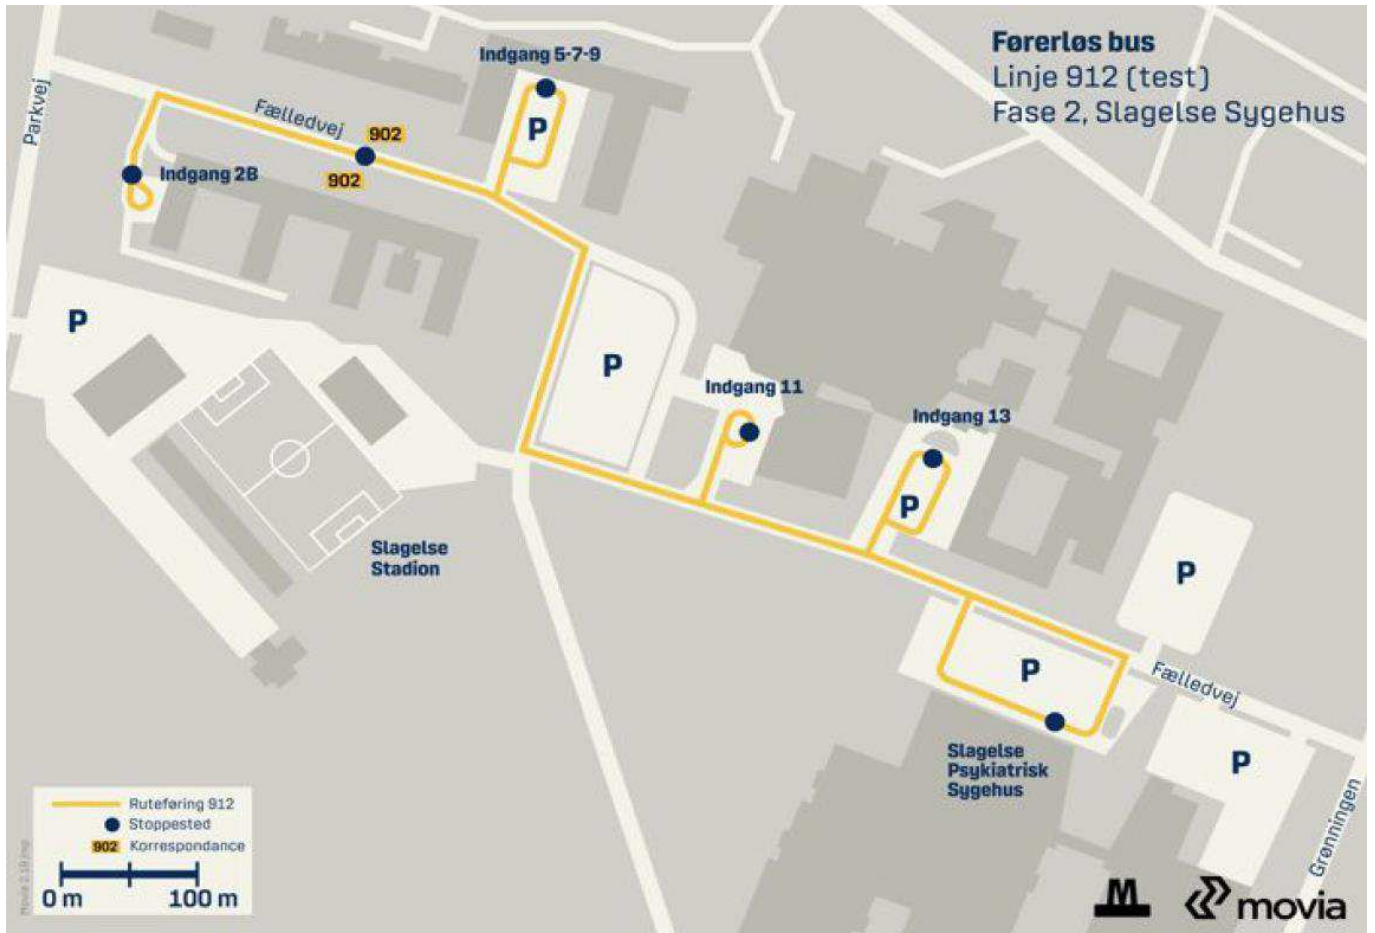 Førerløs bus
Linje 912 (test)
Fase 2, Slagelse Sygehus
Indgang 5-7-9
Parkvej
Fælledvej
902
902
P
Indgang 2B
P
P
Indgang 11
Indgang 13
P
Slagelse
Stadion
P
P
Fælledvej
Slagelse
Psykiatrisk
Sygehus
P
Grønningen
Ruteføring 912
Stoppested
902 Korrespondance
0 m 100 m
M
movia